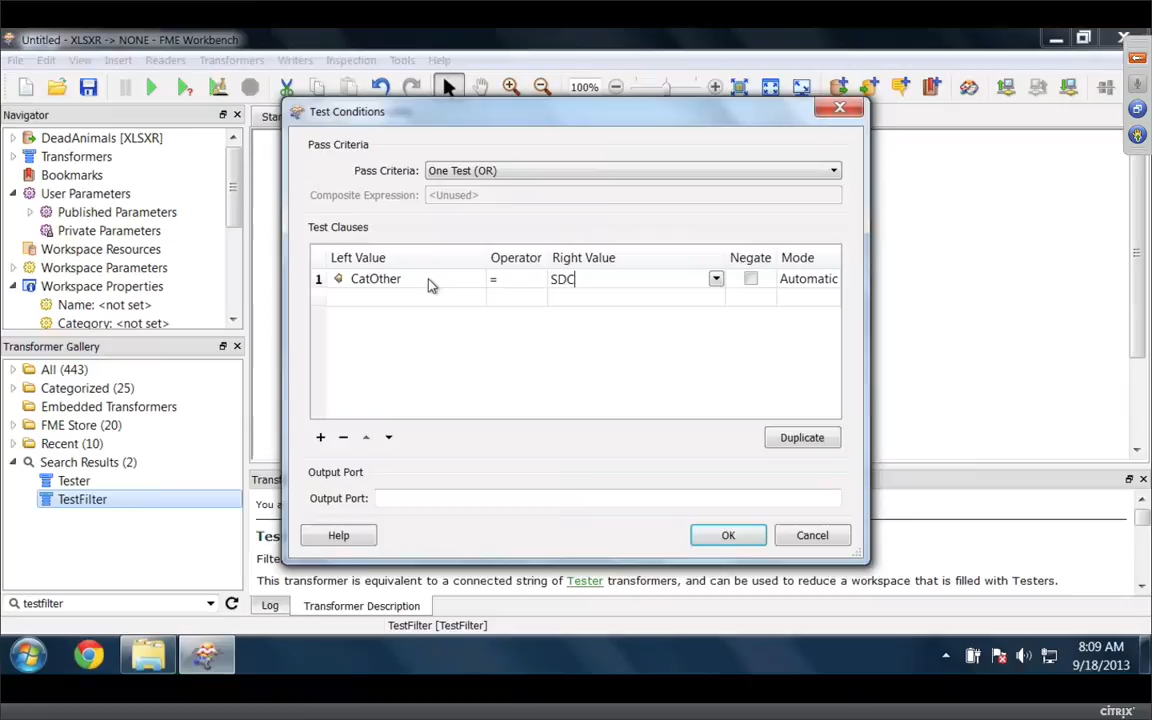 Untitled - XLSXR -> NONE - FME Workbench
File Edit View Insert Readers Transformers Writers Inspection Tools Help
100%
Navigator
DeadAnimals [XLSXR]
Transformers
Bookmarks
User Parameters
Published Parameters
Private Parameters
Workspace Resources
Workspace Parameters
Workspace Properties
Name: <not set>
Category: <not set>
Transformer Gallery
All (443)
Categorized (25)
Embedded Transformers
FME Store (20)
Recent (10)
Search Results (2)
Tester
TestFilter
testfilter
Star
Test Conditions
Pass Criteria
Pass Criteria: One Test (OR)
Composite Expression: <Unused>
Test Clauses
Left Value Operator Right Value Negate Mode
1 CatOther = SDC Automatic
Duplicate
Output Port
Output Port:
Help OK Cancel
Trans
You a
Tes
Filte
This transformer is equivalent to a connected string of Tester transformers, and can be used to reduce a workspace that is filled with Testers.
Log Transformer Description
TestFilter [TestFilter]
8:09 AM
9/18/2013
CITRIX